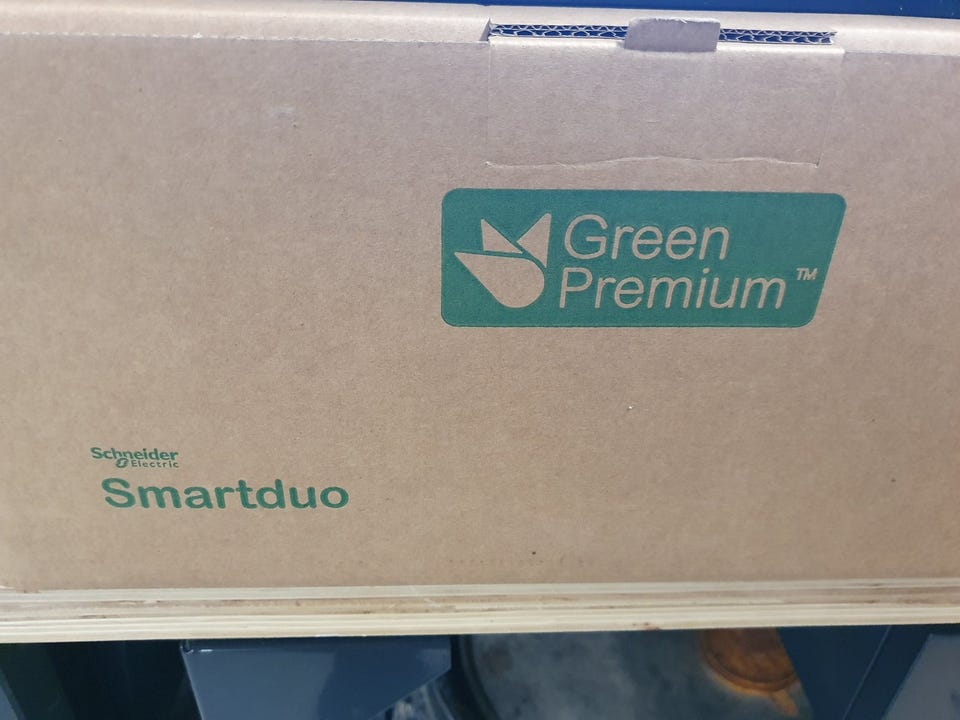 Green
Premium™
Schneider
Electric
Smartduo